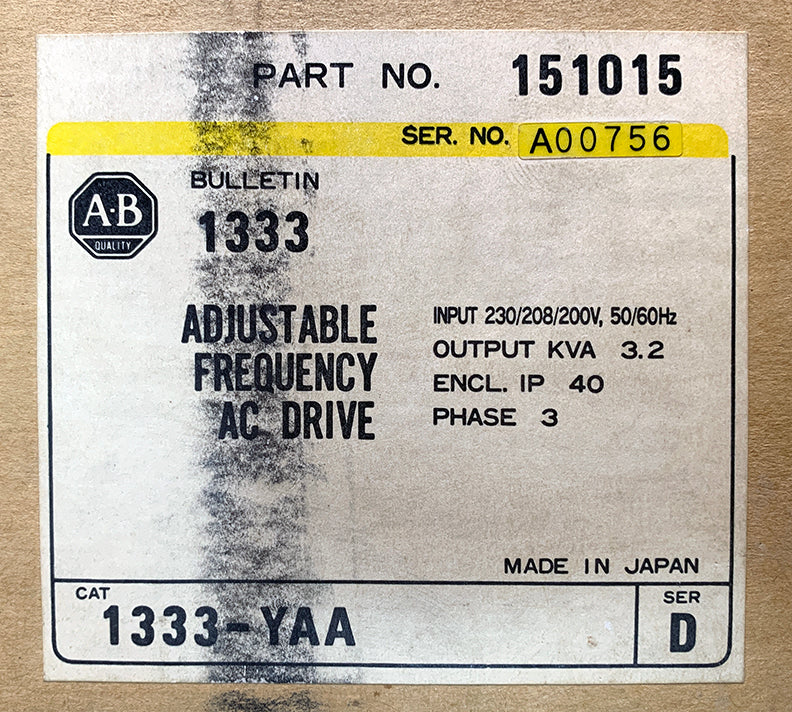 PART NO. 151015
SER. NO. A00756
A·B
QUALITY
BULLETIN
1333
ADJUSTABLE
FREQUENCY
AC DRIVE
INPUT 230/208/200V, 50/60Hz
OUTPUT KVA 3.2
ENCL. IP 40
PHASE 3
MADE IN JAPAN
CAT
1333-YAA
SER
D